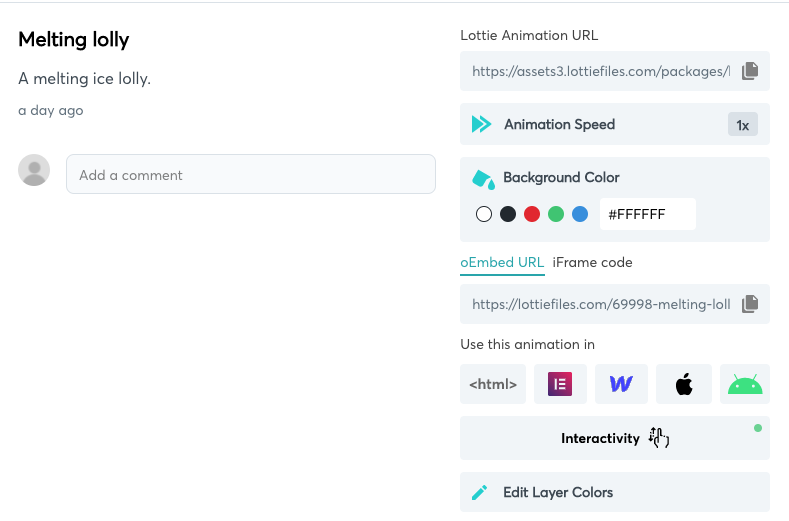 Melting lolly
A melting ice lolly.
a day ago
Add a comment
Lottie Animation URL
https://assets3.lottiefiles.com/packages/
Animation Speed
1x
Background Color
#FFFFFF
oEmbed URL iFrame code
https://lottiefiles.com/69998-melting-loll
Use this animation in
<html>
Interactivity
Edit Layer Colors